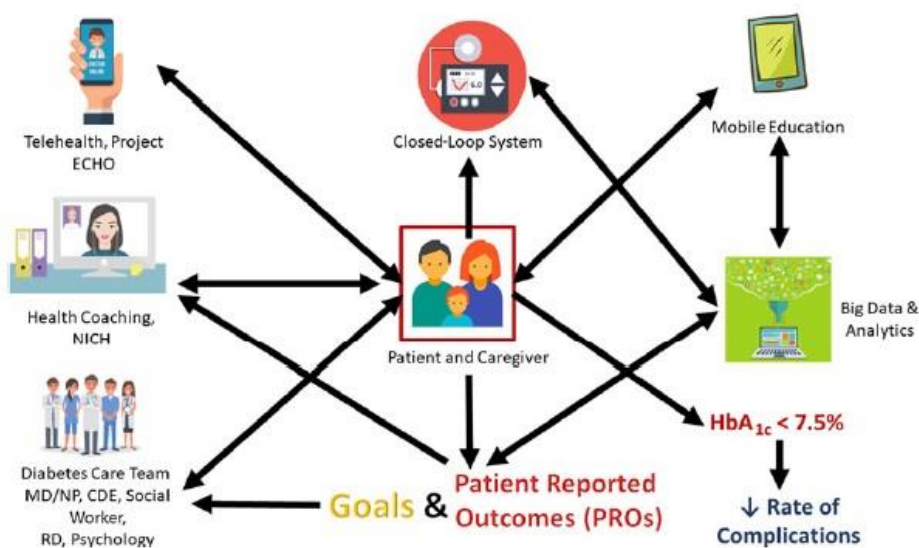 Telehealth, Project
ECHO
Closed-Loop System
Mobile Education
Health Coaching,
NICH
Patient and Caregiver
Big Data &
Analytics
HbA1c < 7.5%
Diabetes Care Team
MD/NP, CDE, Social
Worker,
RD, Psychology
Goals & Patient Reported
Outcomes (PROs)
↓ Rate of
Complications
6.0